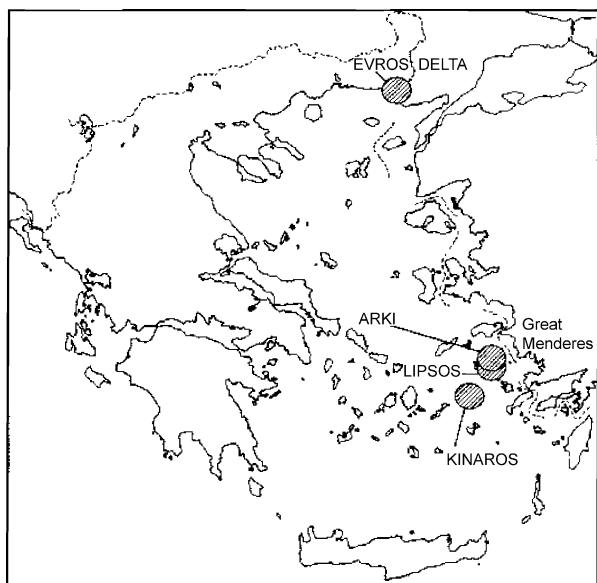 EVROS DELTA
ARKI
Great
Menderes
LIPSOS
KINAROS